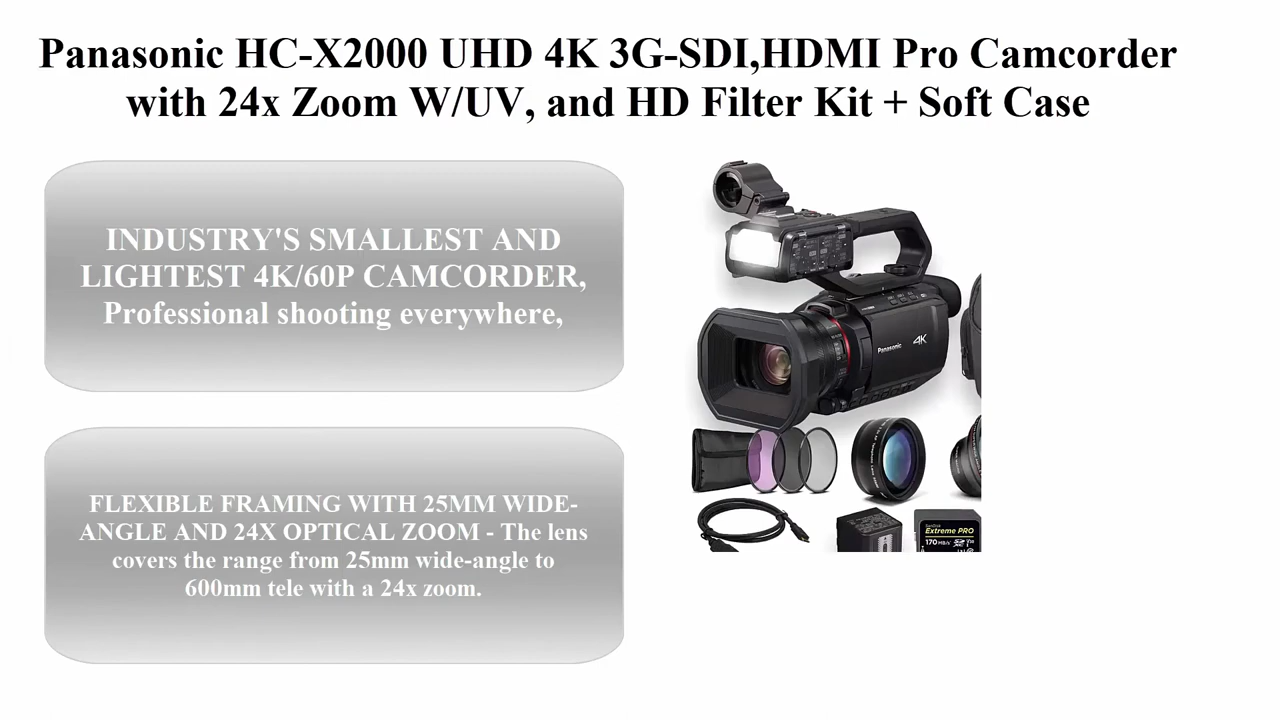 Panasonic HC-X2000 UHD 4K 3G-SDI,HDMI Pro Camcorder
with 24x Zoom W/UV, and HD Filter Kit + Soft Case
INDUSTRY'S SMALLEST AND
LIGHTEST 4K/60P CAMCORDER,
Professional shooting everywhere,
FLEXIBLE FRAMING WITH 25MM WIDE-
ANGLE AND 24X OPTICAL ZOOM - The lens
covers the range from 25mm wide-angle to
600mm tele with a 24x zoom.
Panasonic 4K
SanDisk
Extreme PRO
170 MB/s